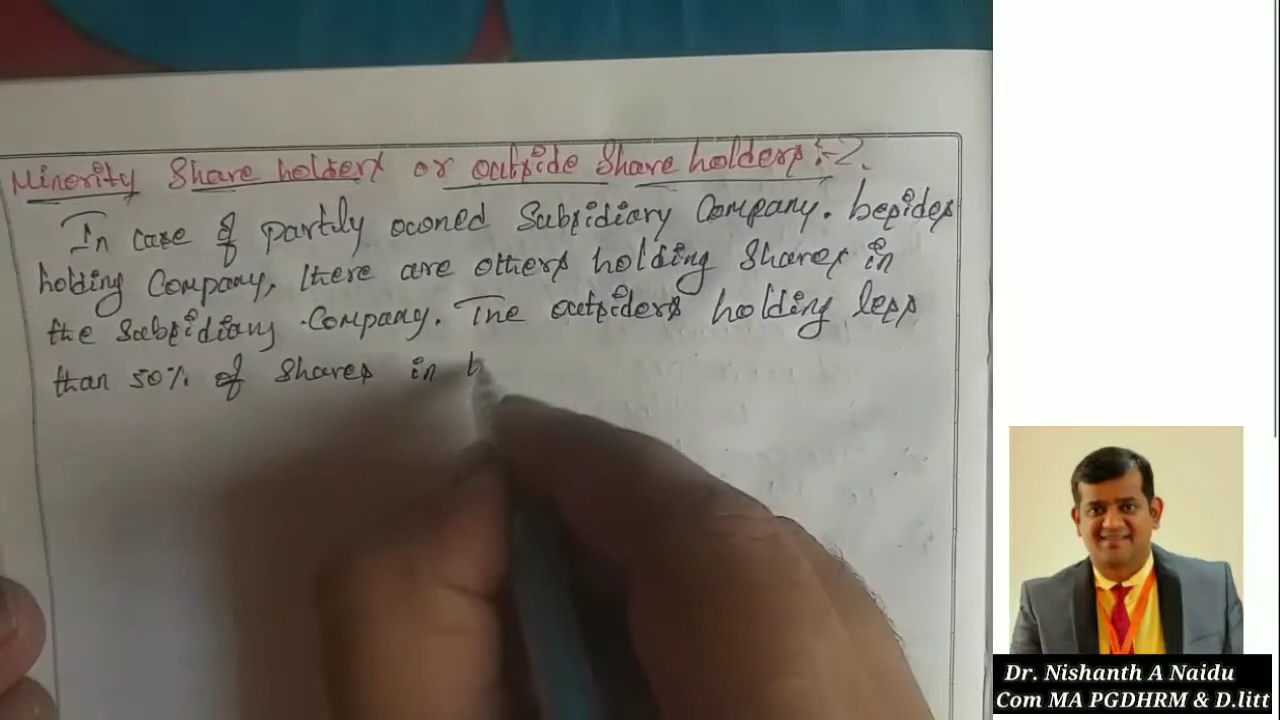 Minority Share holders or outside Share holders :- 2.
In case of partly owned Subsidiary Company. besides
holding Company, there are others holding Shares in
the Subsidiary Company. The outsiders holding less
than 50% of Shares in
Dr. Nishanth A Naidu
Com MA PGDHRM & D.litt